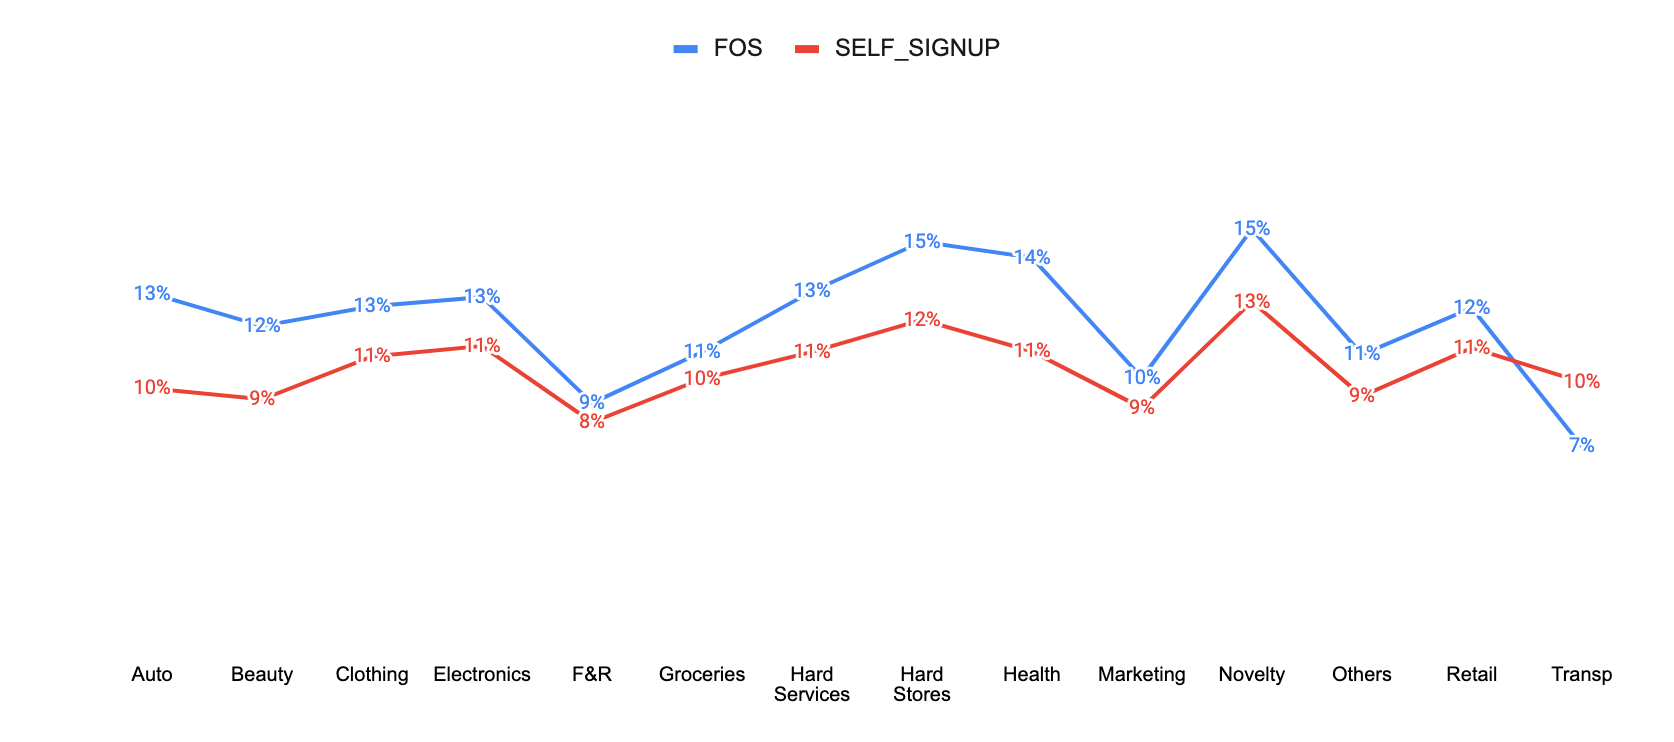 FOS SELF_SIGNUP
13% 12% 13% 13% 9% 11% 13% 15% 14% 10% 15% 11% 12% 7%
10% 9% 11% 11% 8% 10% 11% 12% 11% 9% 13% 9% 11% 10%
Auto Beauty Clothing Electronics F&R Groceries Hard Services Hard Stores Health Marketing Novelty Others Retail Transp